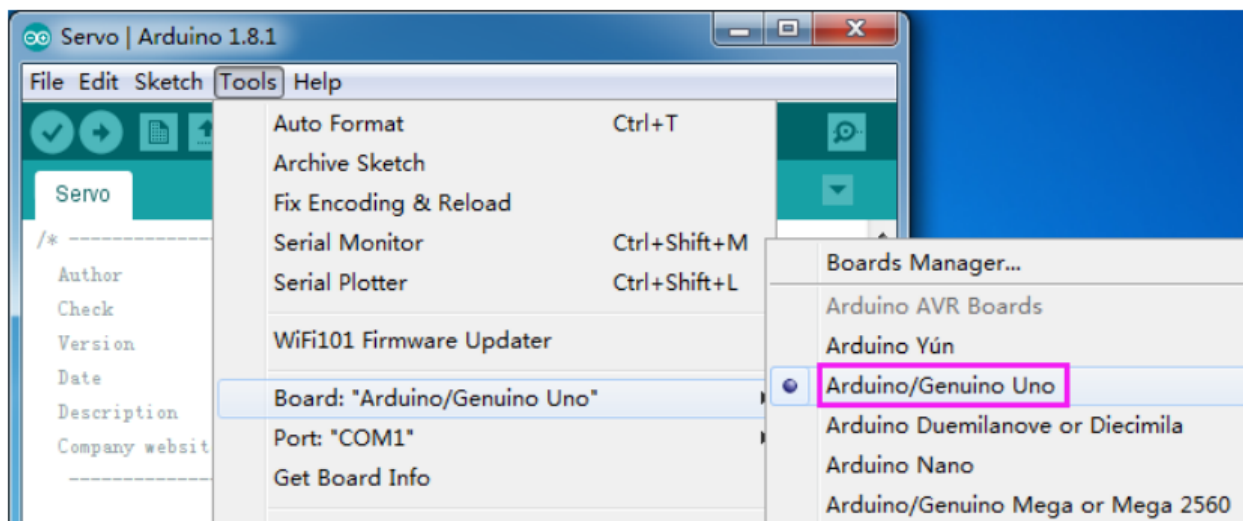 Servo | Arduino 1.8.1
File Edit Sketch Tools Help
Auto Format Ctrl+T
Archive Sketch
Fix Encoding & Reload
Serial Monitor Ctrl+Shift+M
Serial Plotter Ctrl+Shift+L
WiFi101 Firmware Updater
Board: "Arduino/Genuino Uno"
Port: "COM1"
Get Board Info
Servo
/* ---------------
Author
Check
Version
Date
Description
Company websit
---------------
Boards Manager...
Arduino AVR Boards
Arduino Yún
Arduino/Genuino Uno
Arduino Duemilanove or Diecimila
Arduino Nano
Arduino/Genuino Mega or Mega 2560